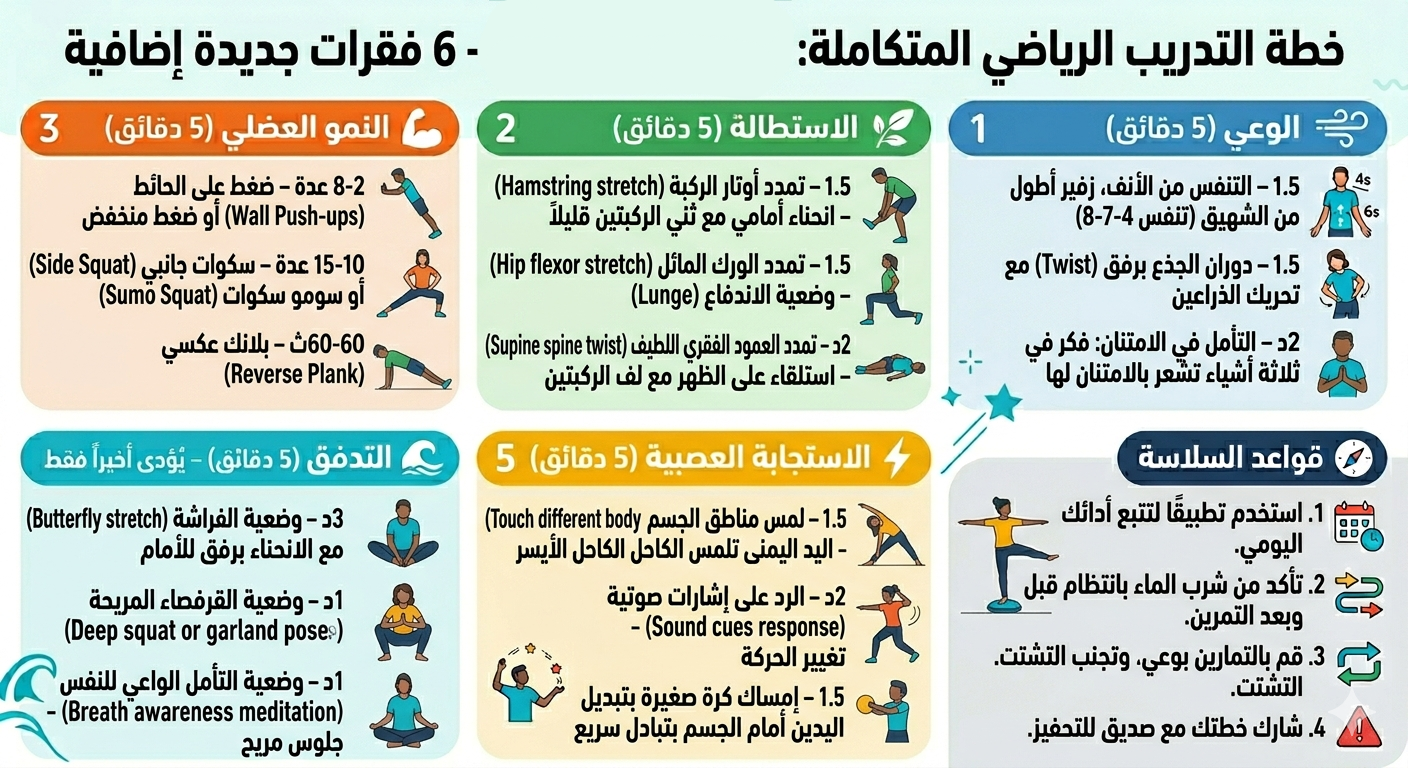 خطة التدريب الرياضي المتكاملة:
- 6 فقرات جديدة إضافية
الوعي (5 دقائق) 1
4s
6s
1.5 – التنفس من الأنف، زفير أطول
من الشهيق (تنفس 4-7-8)
1.5 – دوران الجذع برفق (Twist) مع
تحريك الذراعين
2د – التأمل في الامتنان: فكر في
ثلاثة أشياء تشعر بالامتنان لها
الاستطالة (5 دقائق) 2
1.5 – تمدد أوتار الركبة (Hamstring stretch)
– انحناء أمامي مع ثني الركبتين قليلاً
1.5 – تمدد الورك المائل (Hip flexor stretch)
– وضعية الاندفاع (Lunge)
2د – تمدد العمود الفقري اللطيف (Supine spine twist)
– استلقاء على الظهر مع لف الركبتين
النمو العضلي (5 دقائق) 3
8-2 عدة – ضغط على الحائط
(Wall Push-ups) أو ضغط منخفض
15-10 عدة – سكوات جانبي (Side Squat)
أو سومو سكوات (Sumo Squat)
60-60ث – بلانك عكسي
(Reverse Plank)
قواعد السلاسة
1. استخدم تطبيقًا لتتبع أدائك
اليومي.
2. تأكد من شرب الماء بانتظام قبل
وبعد التمرين.
3. قم بالتمارين بوعي، وتجنب التشتت.
التشتت.
4. شارك خطتك مع صديق للتحفيز.
الاستجابة العصبية (5 دقائق) 5
1.5 – لمس مناطق الجسم (Touch different body
– اليد اليمنى تلمس الكاحل الكاحل الأيسر
2د – الرد على إشارات صوتية
(Sound cues response) –
تغيير الحركة
1.5 – إمساك كرة صغيرة بتبديل
اليدين أمام الجسم بتبادل سريع
التدفق (5 دقائق) – يُؤدى أخيراً فقط
3د – وضعية الفراشة (Butterfly stretch)
مع الانحناء برفق للأمام
1د – وضعية القرفصاء المريحة
(Deep squat or garland pose)
1د – وضعية التأمل الواعي للنفس
(Breath awareness meditation) –
جلوس مريح